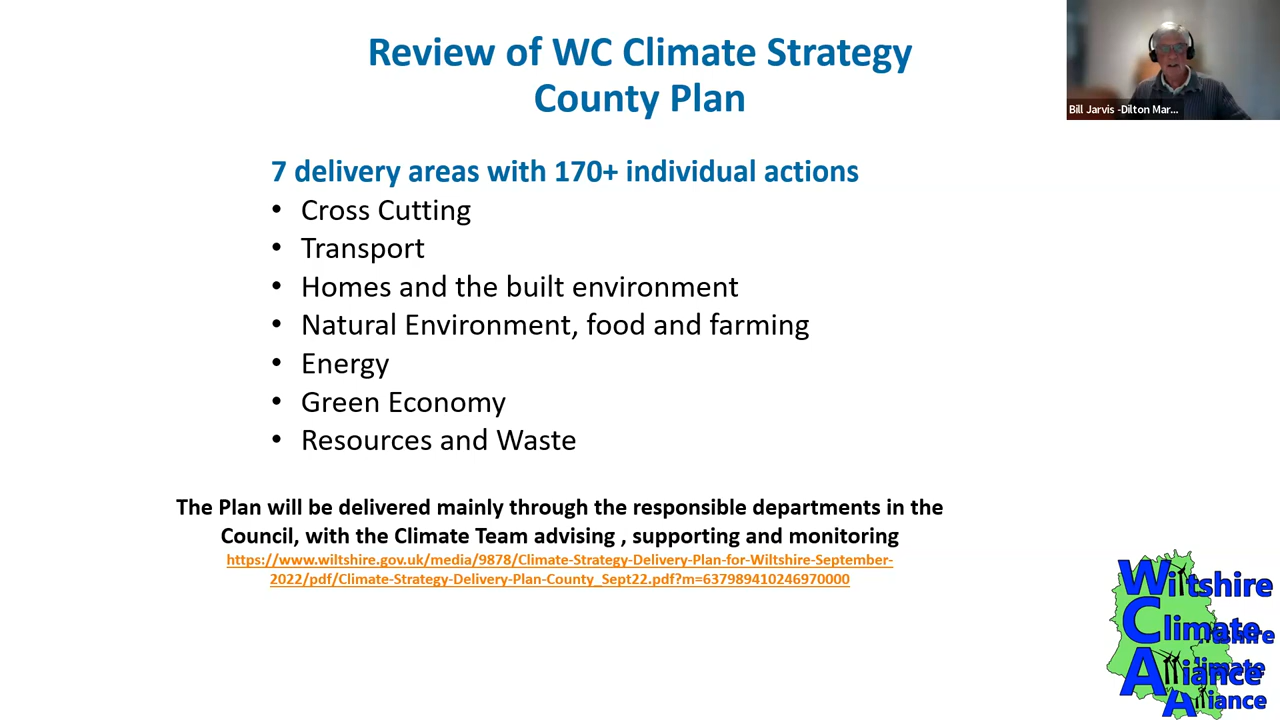 Review of WC Climate Strategy
County Plan
Bill Jarvis -Dilton Mar...
7 delivery areas with 170+ individual actions
• Cross Cutting
• Transport
• Homes and the built environment
• Natural Environment, food and farming
• Energy
• Green Economy
• Resources and Waste
The Plan will be delivered mainly through the responsible departments in the
Council, with the Climate Team advising , supporting and monitoring
https://www.wiltshire.gov.uk/media/9878/Climate-Strategy-Delivery-Plan-for-Wiltshire-September-
2022/pdf/Climate-Strategy-Delivery-Plan-County_Sept22.pdf?m=637989410246970000
Wiltshire
Climate
Alliance